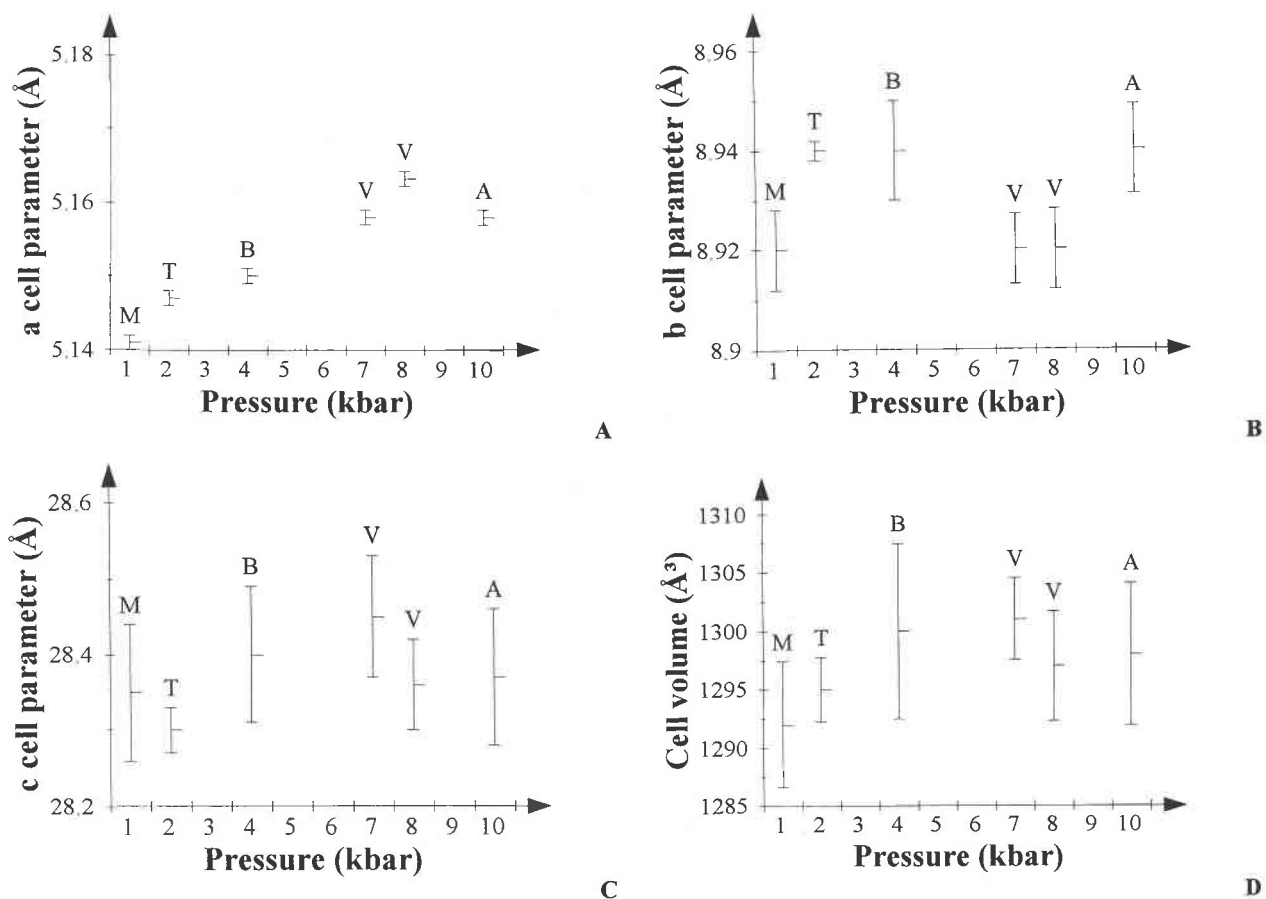 a cell parameter (Å)
5,18
5,16
5,14
M
T
B
V
V
A
1 2 3 4 5 6 7 8 9 10
Pressure (kbar)
A
b cell parameter (Å)
8,96
8,94
8,92
8,9
M
T
B
V
V
A
1 2 3 4 5 6 7 8 9 10
Pressure (kbar)
B
c cell parameter (Å)
28,6
28,4
28,2
M
T
B
V
V
A
1 2 3 4 5 6 7 8 9 10
Pressure (kbar)
C
Cell volume (Å³)
1310
1305
1300
1295
1290
1285
M
T
B
V
V
A
1 2 3 4 5 6 7 8 9 10
Pressure (kbar)
D